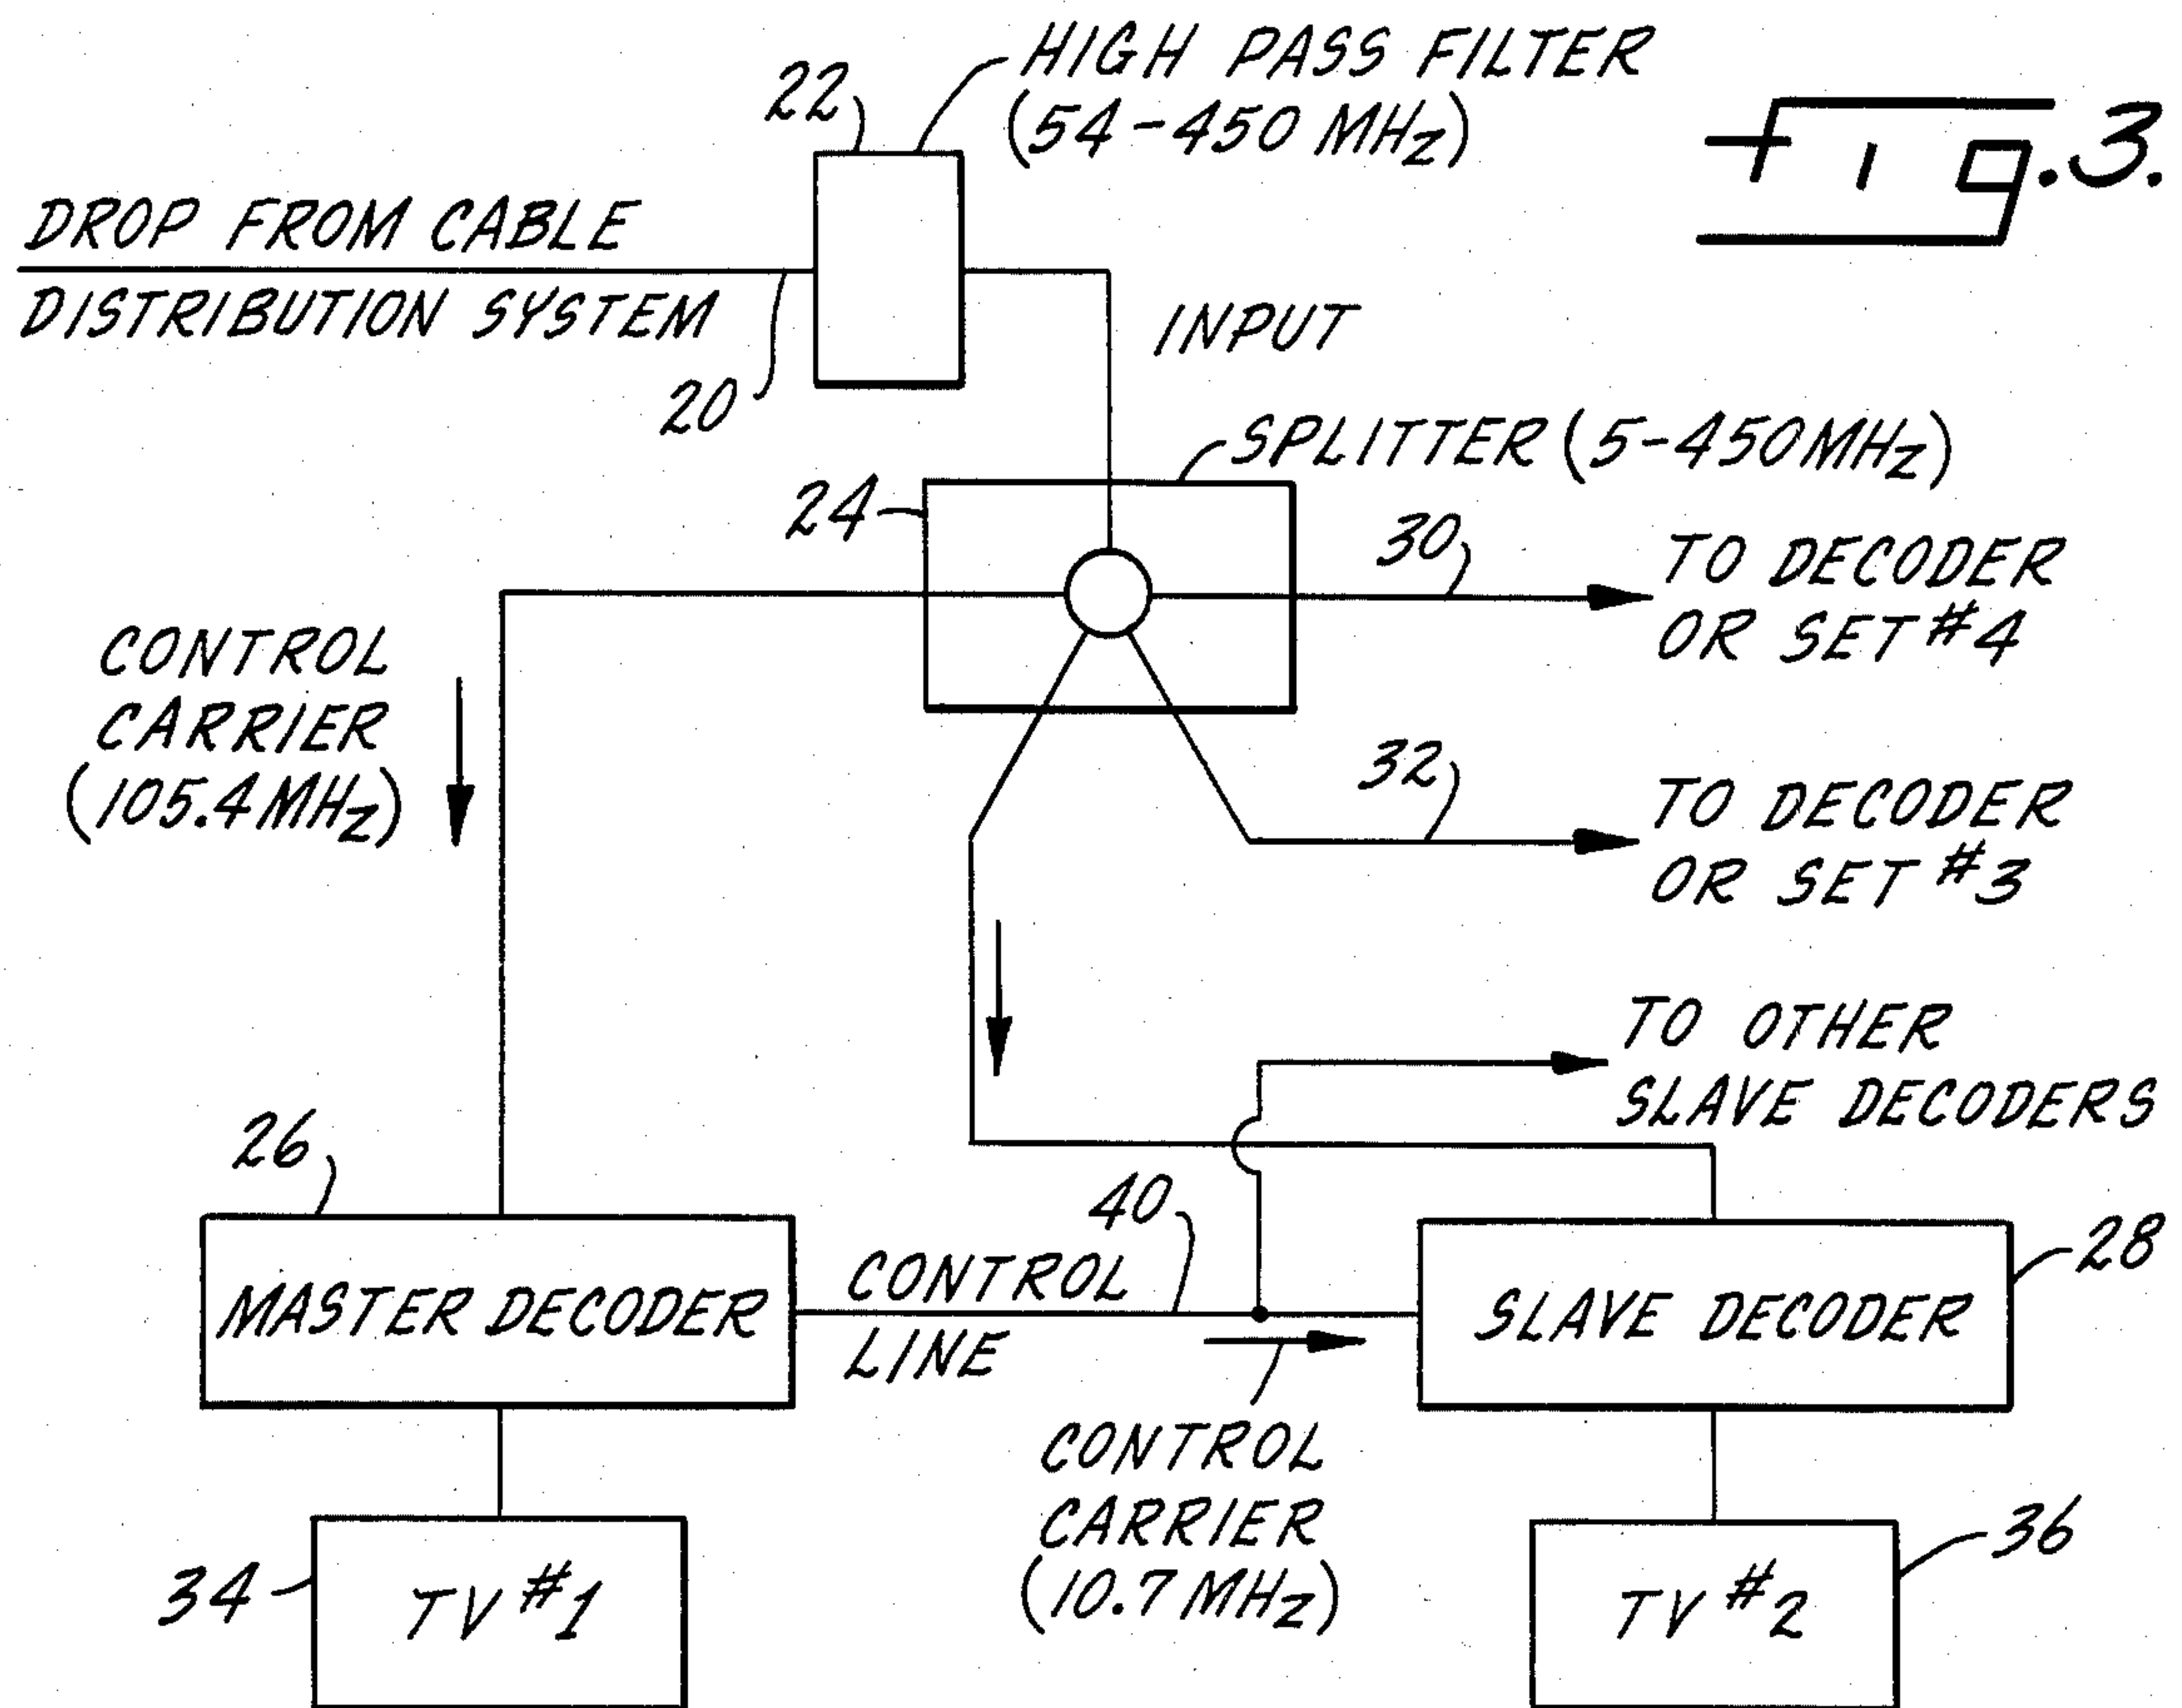 HIGH PASS FILTER
(54-450 MHz)
22
Fig. 3.
DROP FROM CABLE
DISTRIBUTION SYSTEM
20
INPUT
SPLITTER (5-450MHz)
24
30
TO DECODER
OR SET #4
CONTROL
CARRIER
(105.4MHz)
32
TO DECODER
OR SET #3
TO OTHER
SLAVE DECODERS
26
40
28
MASTER DECODER
CONTROL
LINE
SLAVE DECODER
CONTROL
CARRIER
(10.7MHz)
34
TV #1
36
TV #2